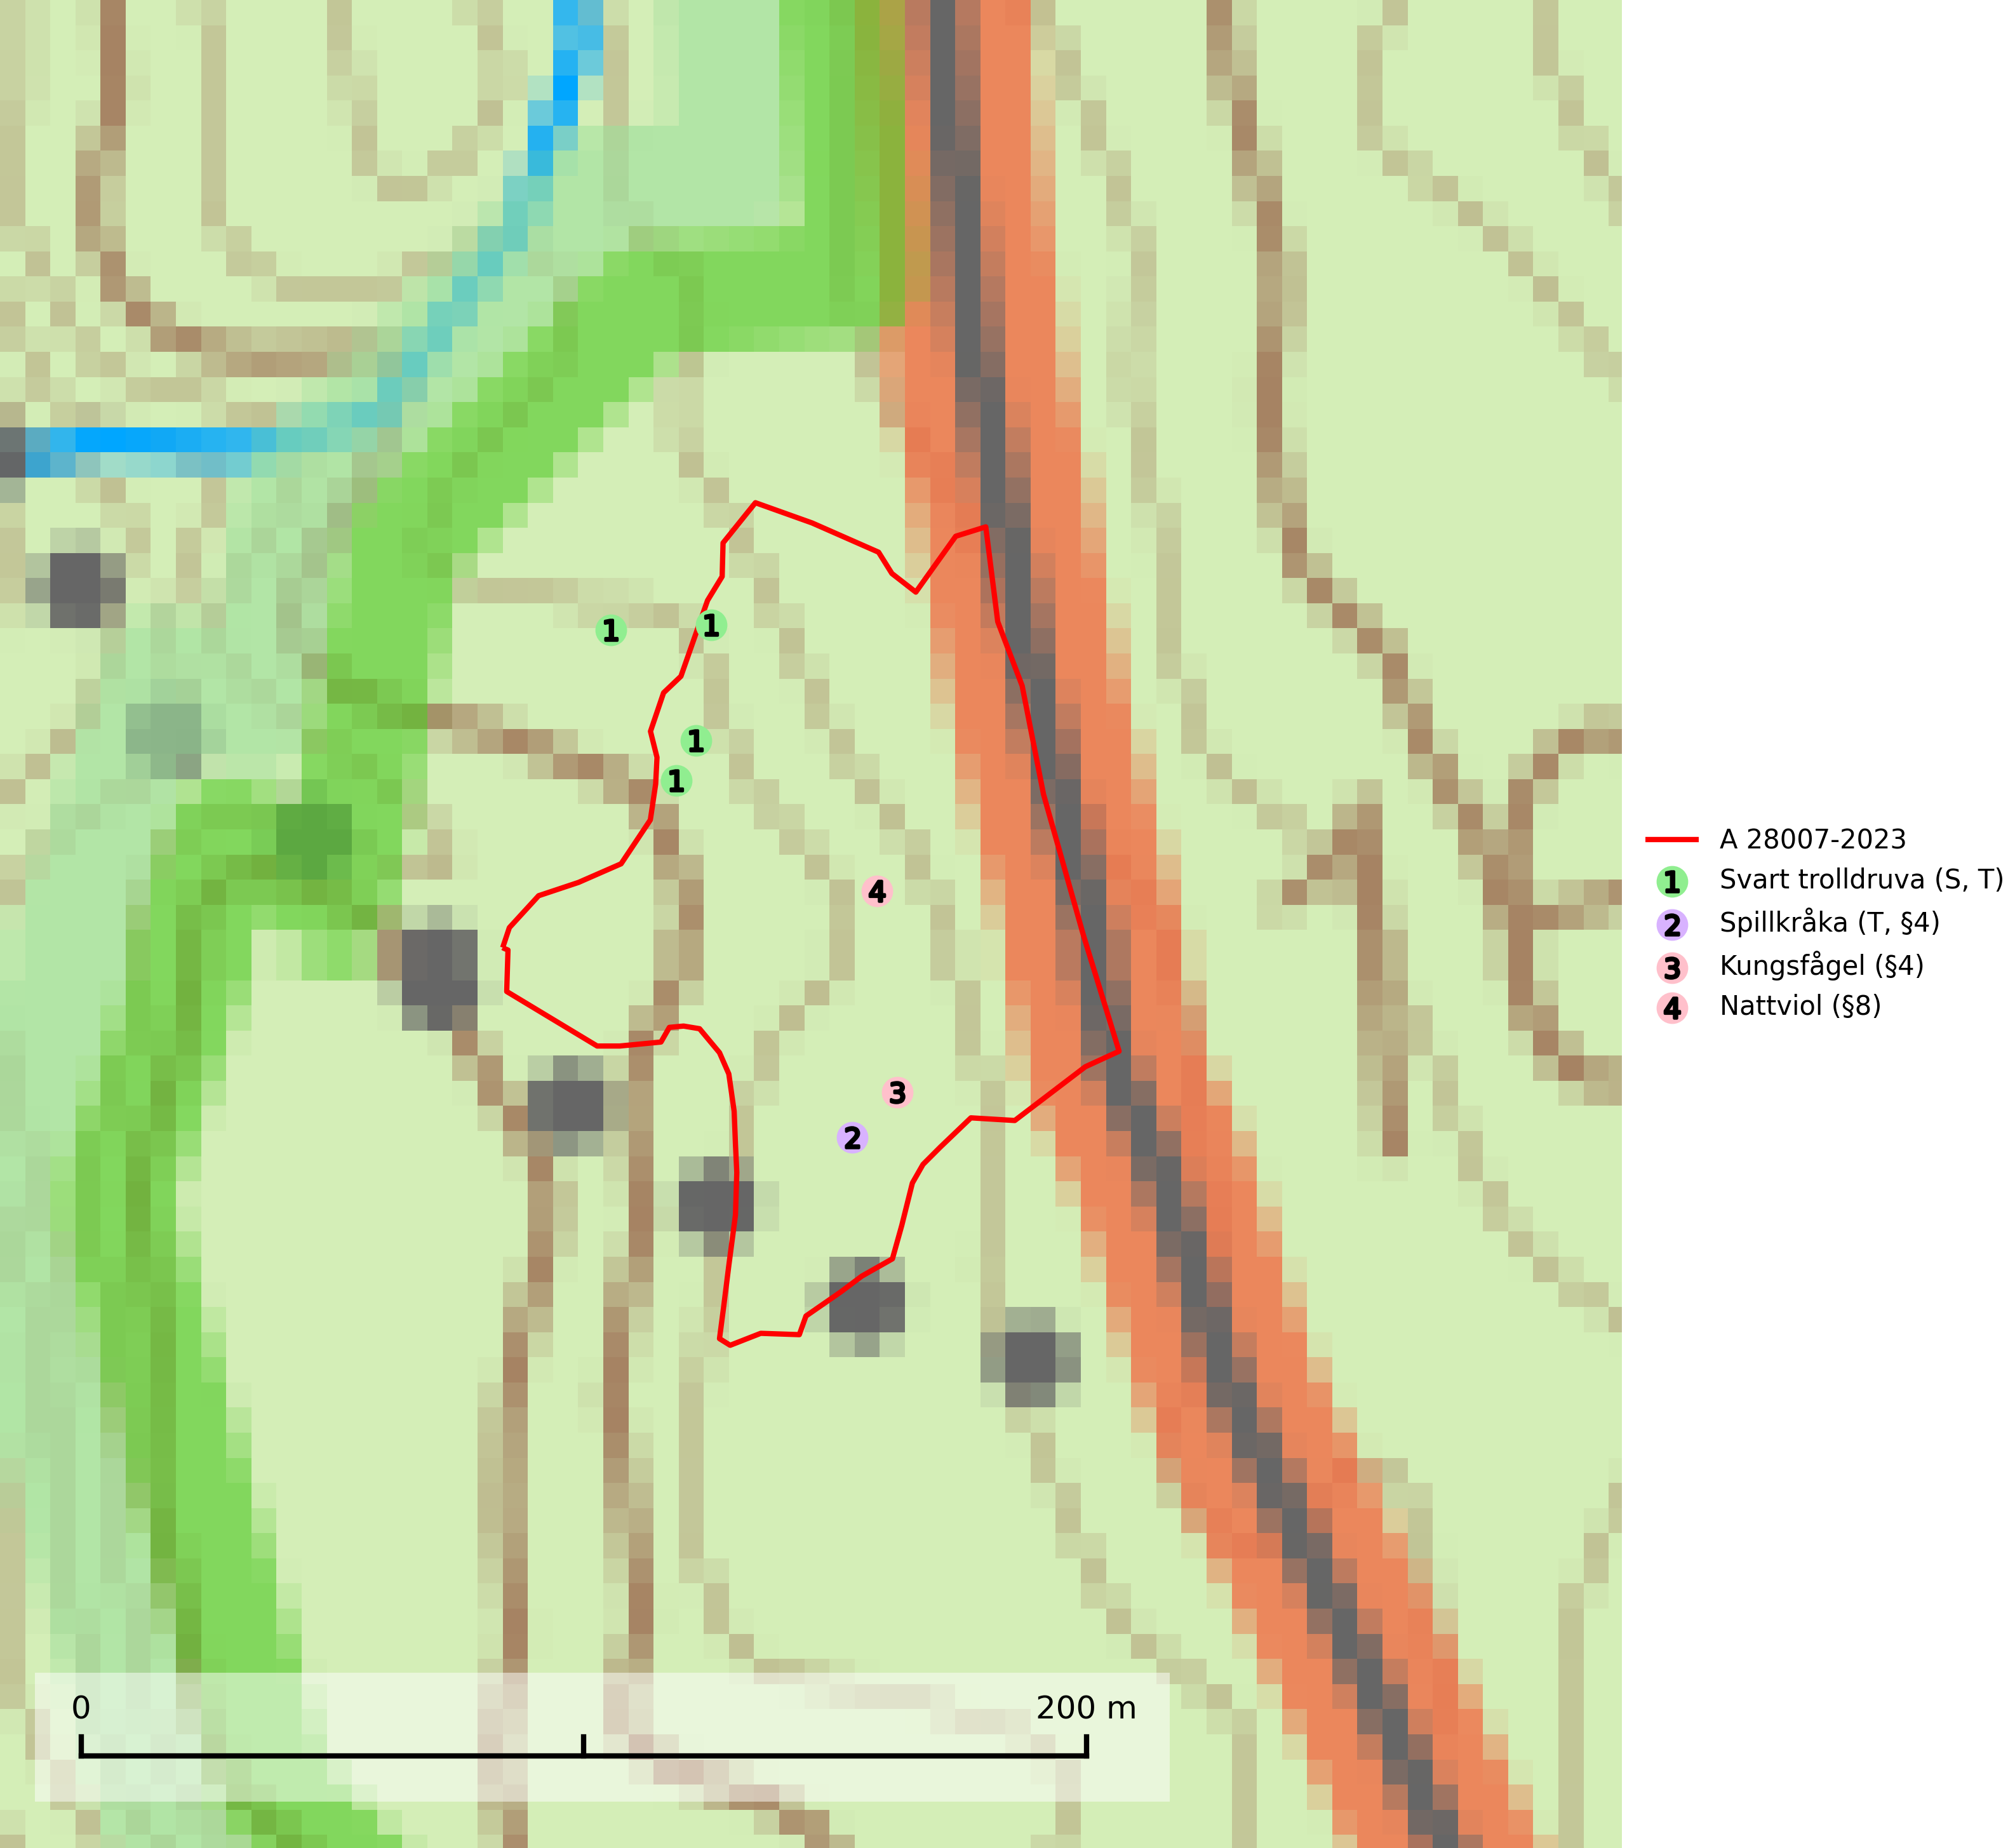 1
1
1
1
4
3
2
A 28007-2023
1 Svart trolldruva (S, T)
2 Spillkråka (T, §4)
3 Kungsfågel (§4)
4 Nattviol (§8)
0 200 m